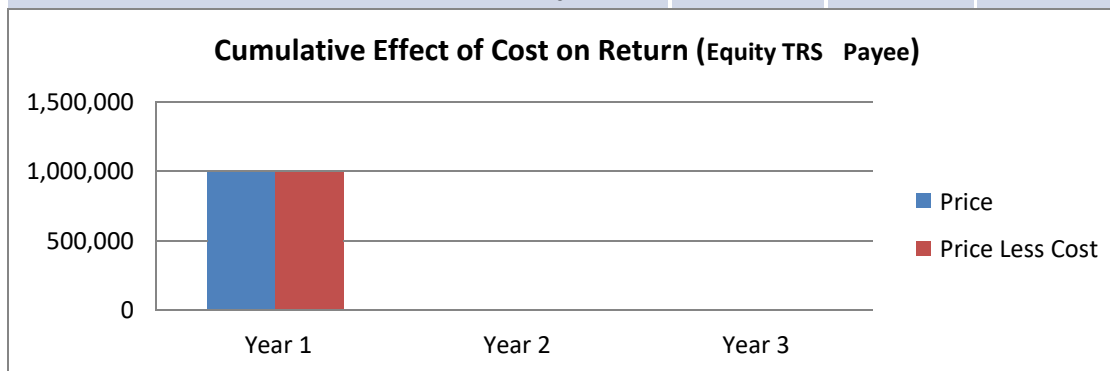 Cumulative Effect of Cost on Return (Equity TRS Payee)
1,500,000
1,000,000
500,000
0
Year 1 Year 2 Year 3
Price
Price Less Cost